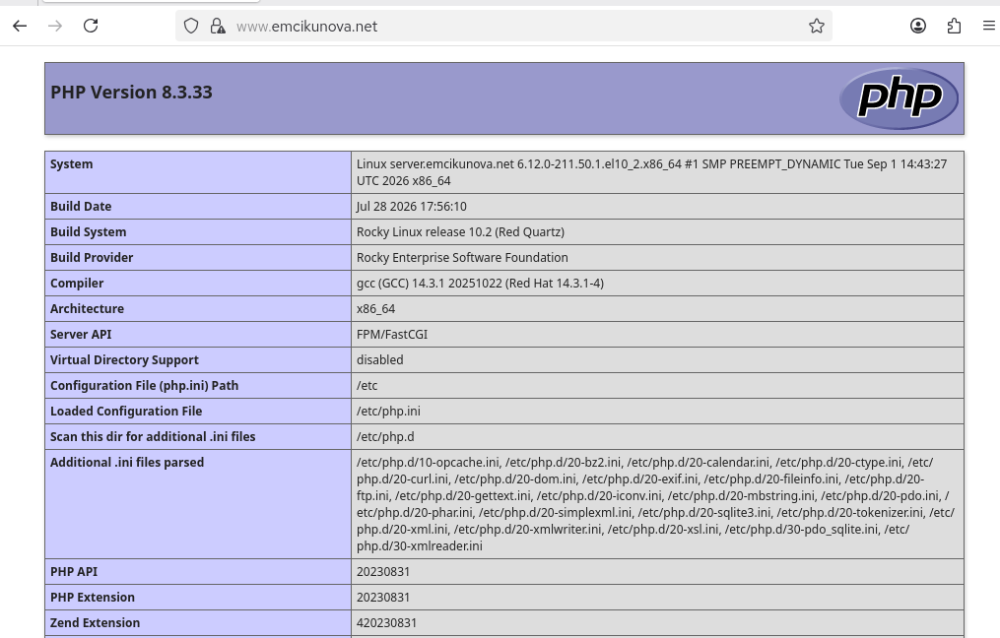 www.emcikunova.net
PHP Version 8.3.33
php
System
Linux server.emcikunova.net 6.12.0-211.50.1.el10_2.x86_64 #1 SMP PREEMPT_DYNAMIC Tue Sep 1 14:43:27
UTC 2026 x86_64
Build Date
Jul 28 2026 17:56:10
Build System
Rocky Linux release 10.2 (Red Quartz)
Build Provider
Rocky Enterprise Software Foundation
Compiler
gcc (GCC) 14.3.1 20251022 (Red Hat 14.3.1-4)
Architecture
x86_64
Server API
FPM/FastCGI
Virtual Directory Support
disabled
Configuration File (php.ini) Path
/etc
Loaded Configuration File
/etc/php.ini
Scan this dir for additional .ini files
/etc/php.d
Additional .ini files parsed
/etc/php.d/10-opcache.ini, /etc/php.d/20-bz2.ini, /etc/php.d/20-calendar.ini, /etc/php.d/20-ctype.ini, /etc/
php.d/20-curl.ini, /etc/php.d/20-dom.ini, /etc/php.d/20-exif.ini, /etc/php.d/20-fileinfo.ini, /etc/php.d/20-
ftp.ini, /etc/php.d/20-gettext.ini, /etc/php.d/20-iconv.ini, /etc/php.d/20-mbstring.ini, /etc/php.d/20-pdo.ini, /
etc/php.d/20-phar.ini, /etc/php.d/20-simplexml.ini, /etc/php.d/20-sqlite3.ini, /etc/php.d/20-tokenizer.ini, /etc/
php.d/20-xml.ini, /etc/php.d/20-xmlwriter.ini, /etc/php.d/20-xsl.ini, /etc/php.d/30-pdo_sqlite.ini, /etc/
php.d/30-xmlreader.ini
PHP API
20230831
PHP Extension
20230831
Zend Extension
420230831